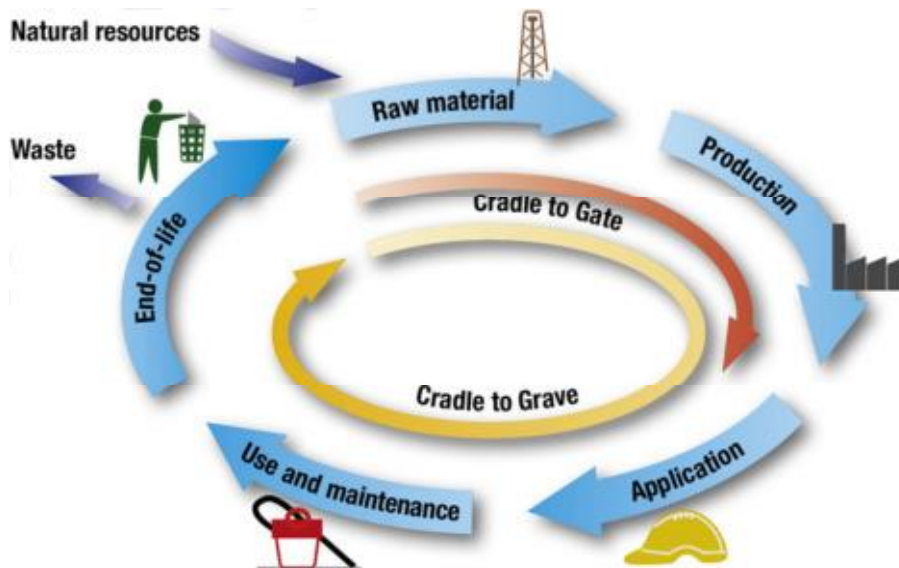 Natural resources
Raw material
Production
Waste
Cradle to Gate
End-of-life
Cradle to Grave
Use and maintenance
Application